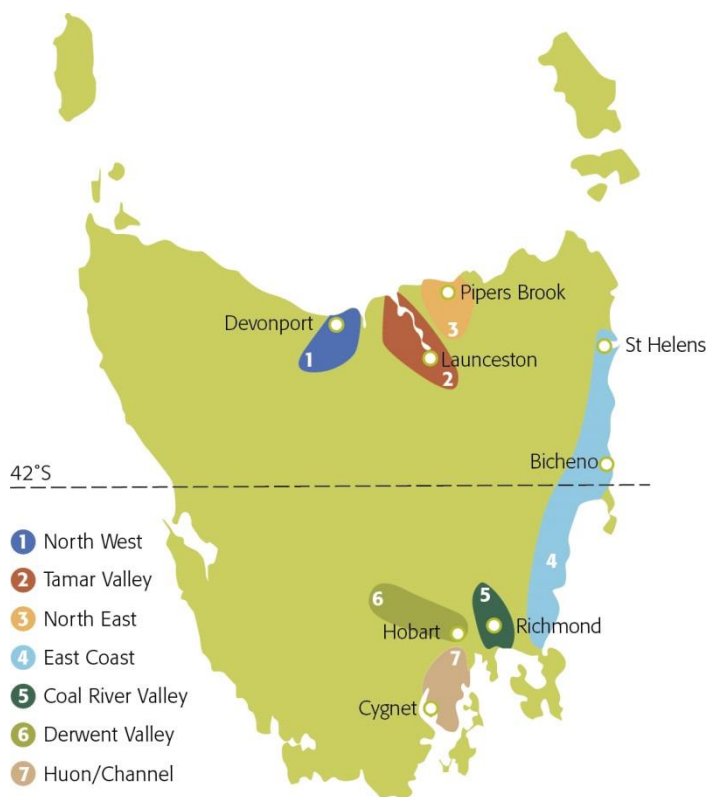 Pipers Brook
Devonport
3
St Helens
1
Launceston
2
Bicheno
42°S
1 North West
4
2 Tamar Valley
6
5
3 North East
Hobart
Richmond
4 East Coast
7
5 Coal River Valley
Cygnet
6 Derwent Valley
7 Huon/Channel